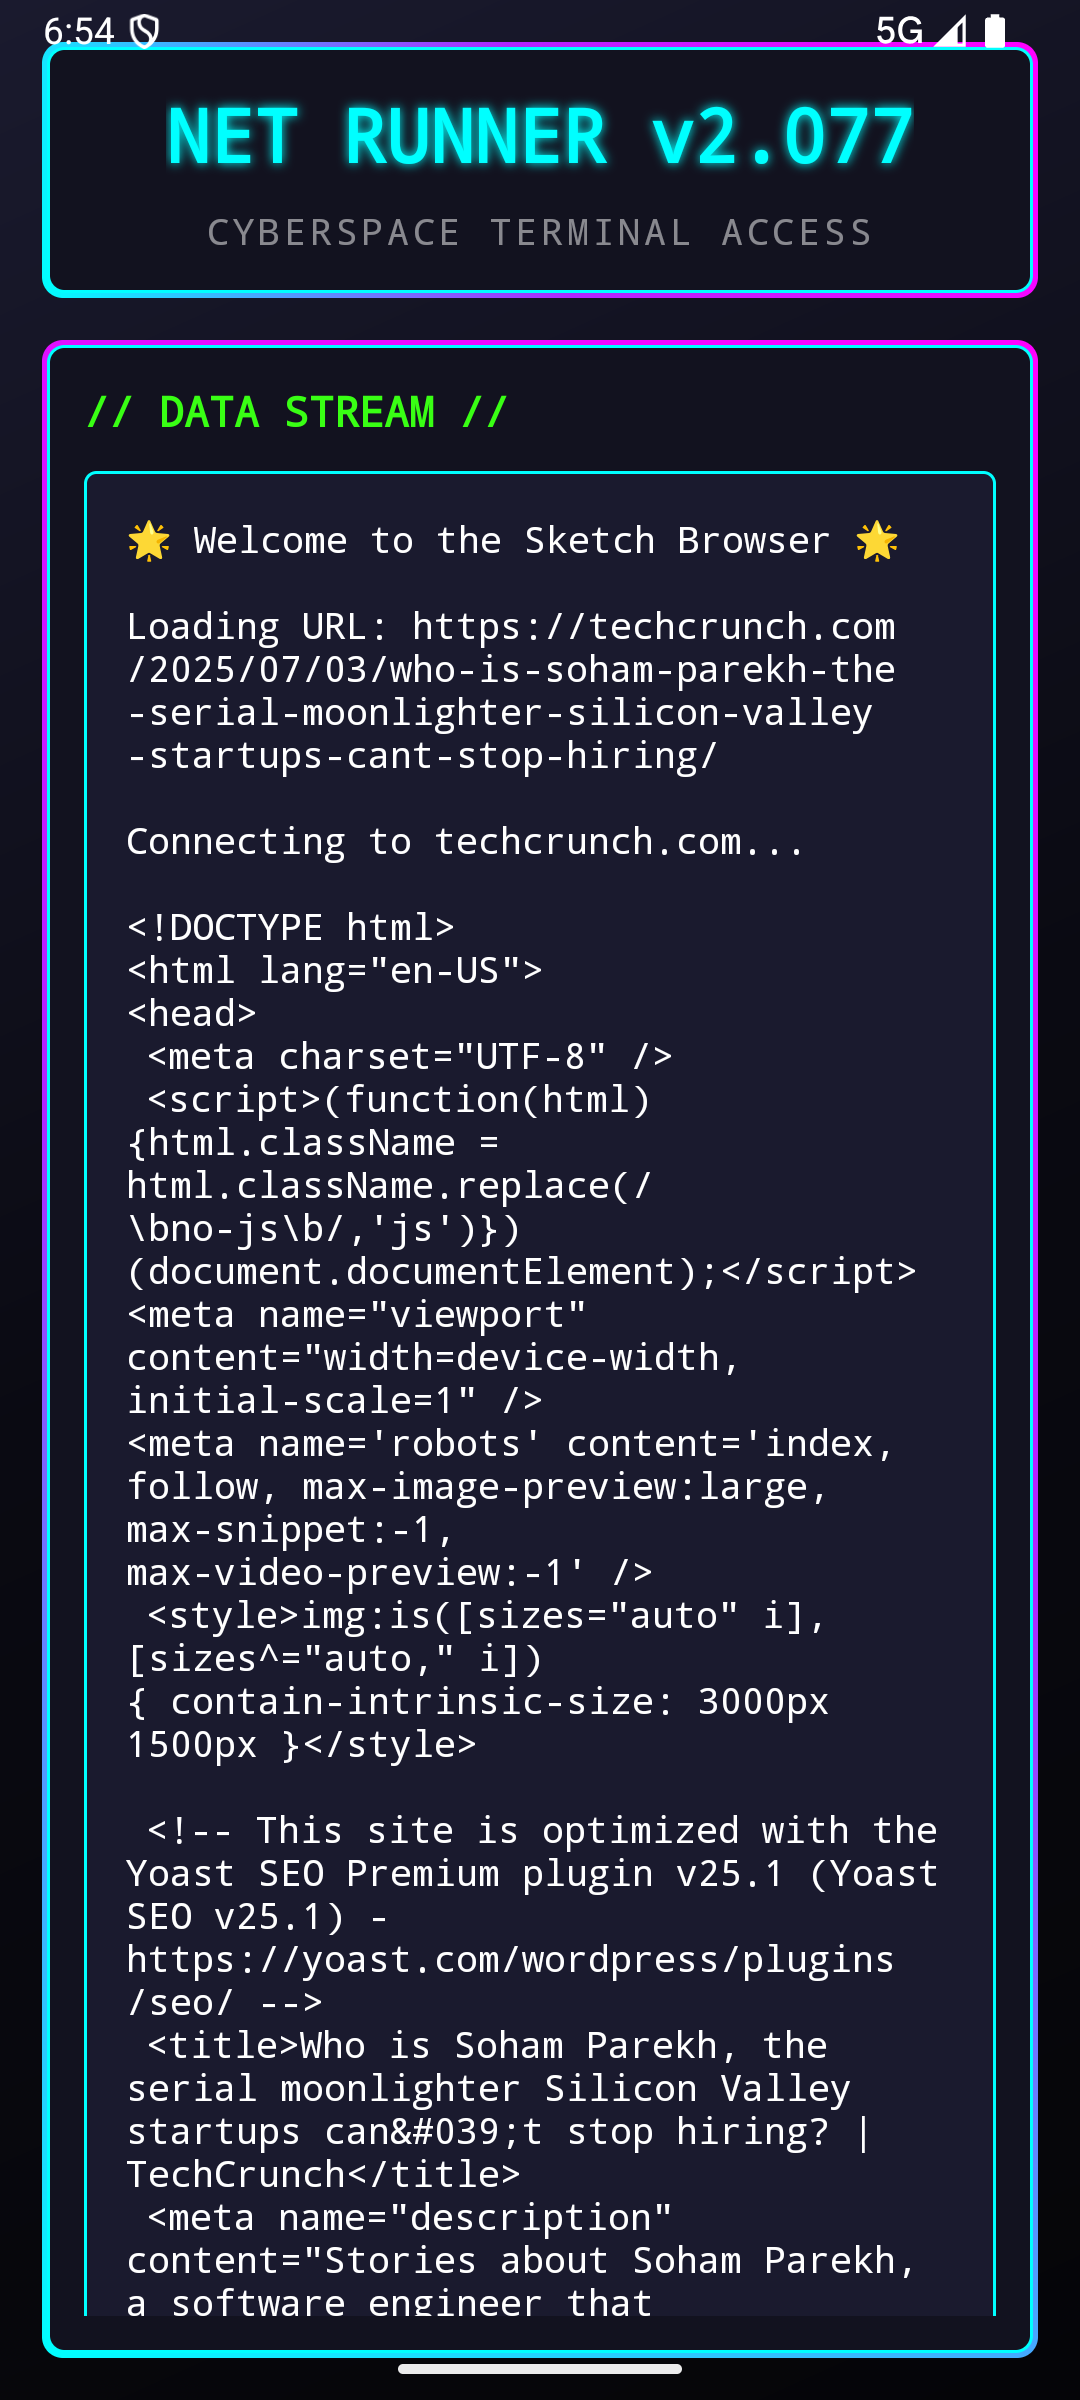 6:54
5G
NET RUNNER v2.077
CYBERSPACE TERMINAL ACCESS
// DATA STREAM //
🌟 Welcome to the Sketch Browser 🌟
Loading URL: https://techcrunch.com
/2025/07/03/who-is-soham-parekh-the
-serial-moonlighter-silicon-valley
-startups-cant-stop-hiring/
Connecting to techcrunch.com...
<!DOCTYPE html>
<html lang="en-US">
<head>
<meta charset="UTF-8" />
<script>(function(html)
{html.className =
html.className.replace(/
\bno-js\b/,'js')})
(document.documentElement);</script>
<meta name="viewport"
content="width=device-width,
initial-scale=1" />
<meta name='robots' content='index,
follow, max-image-preview:large,
max-snippet:-1,
max-video-preview:-1' />
<style>img:is([sizes="auto" i],
[sizes^="auto," i])
{ contain-intrinsic-size: 3000px
1500px }</style>
<!-- This site is optimized with the
Yoast SEO Premium plugin v25.1 (Yoast
SEO v25.1) -
https://yoast.com/wordpress/plugins
/seo/ -->
<title>Who is Soham Parekh, the
serial moonlighter Silicon Valley
startups can&#039;t stop hiring? |
TechCrunch</title>
<meta name="description"
content="Stories about Soham Parekh,
a software engineer that